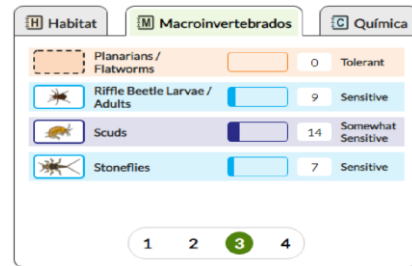 H Habitat
M Macroinvertebrados
C Química
Planarians /
Flatworms
0
Tolerant
Riffle Beetle Larvae /
Adults
9
Sensitive
Scuds
14
Somewhat
Sensitive
Stoneflies
7
Sensitive
1 2 3 4